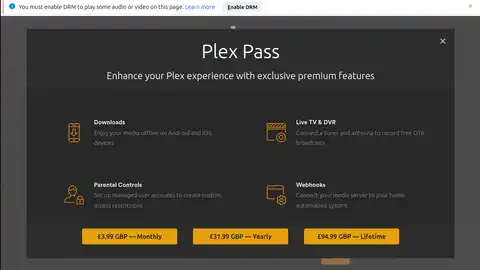 You must enable DRM to play some audio or video on this page. Learn more Enable DRM
Plex Pass
Enhance your Plex experience with exclusive premium features
Downloads
Enjoy your media offline on Android and iOS
devices
Live TV & DVR
Connect a tuner and antenna to record free OTA
broadcasts
Parental Controls
Set up managed user accounts to create custom
access restrictions
Webhooks
Connect your media server to your home
automation system
£3.99 GBP — Monthly
£31.99 GBP — Yearly
£94.99 GBP — Lifetime